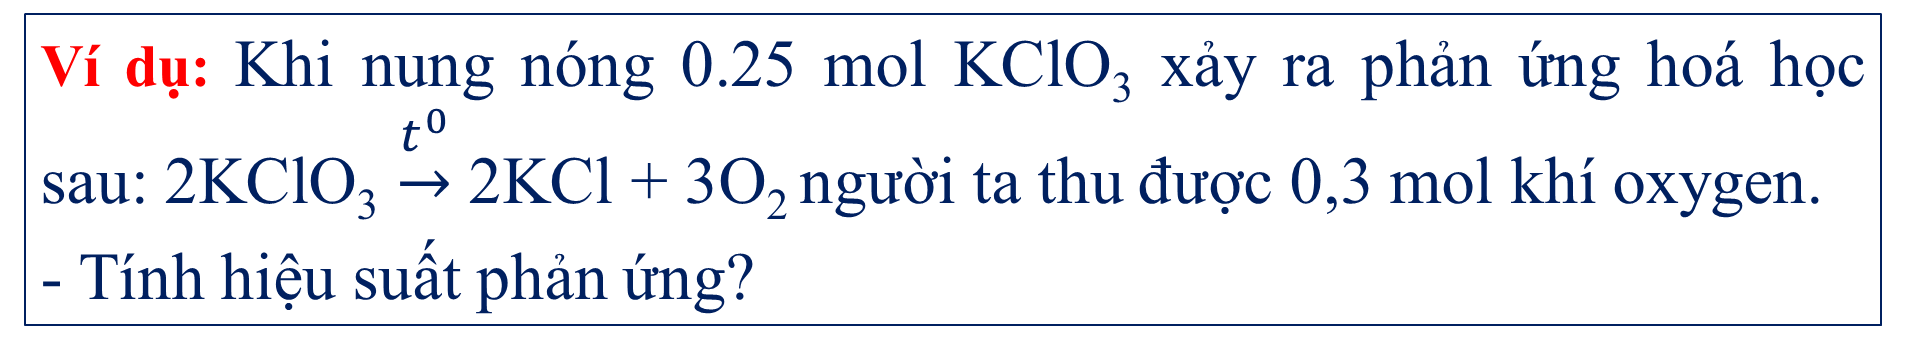 Ví dụ: Khi nung nóng 0.25 mol KClO₃ xảy ra phản ứng hoá học
sau: 2KClO₃ \xrightarrow{t⁰} 2KCl + 3O₂ người ta thu được 0,3 mol khí oxygen.
- Tính hiệu suất phản ứng?